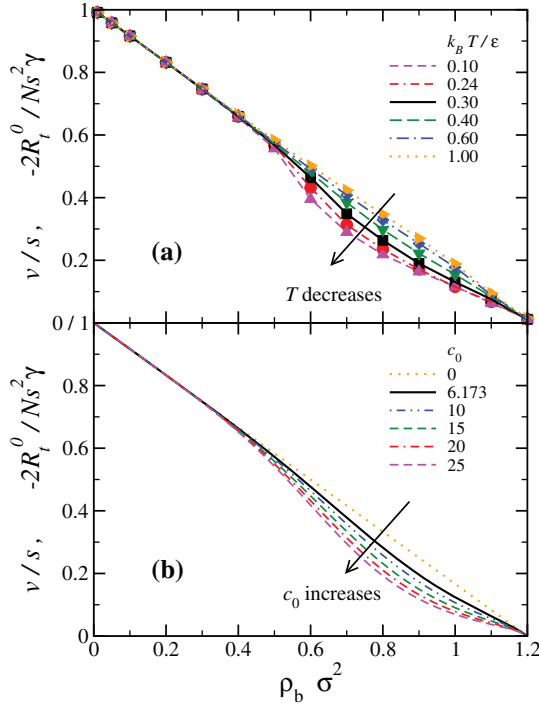 1
0.8
0.6
0.4
0.2
0 / 1
0.8
0.6
0.4
0.2
0
v / s ,   -2R_t^0 / Ns^2γ
v / s ,   -2R_t^0 / Ns^2γ
k_B T / ε
0.10
0.24
0.30
0.40
0.60
1.00
(a)
T decreases
c_0
0
6.173
10
15
20
25
(b)
c_0 increases
0 0.2 0.4 0.6 0.8 1 1.2
ρ_b σ^2